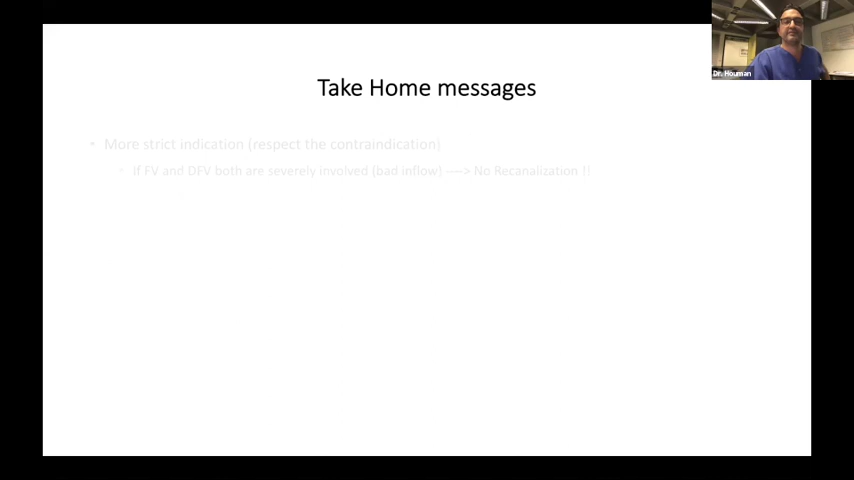 Dr. Houman
Take Home messages
• More strict indication (respect the contraindication)
• If FV and DFV both are severely involved (bad inflow) ----> No Recanalization !!